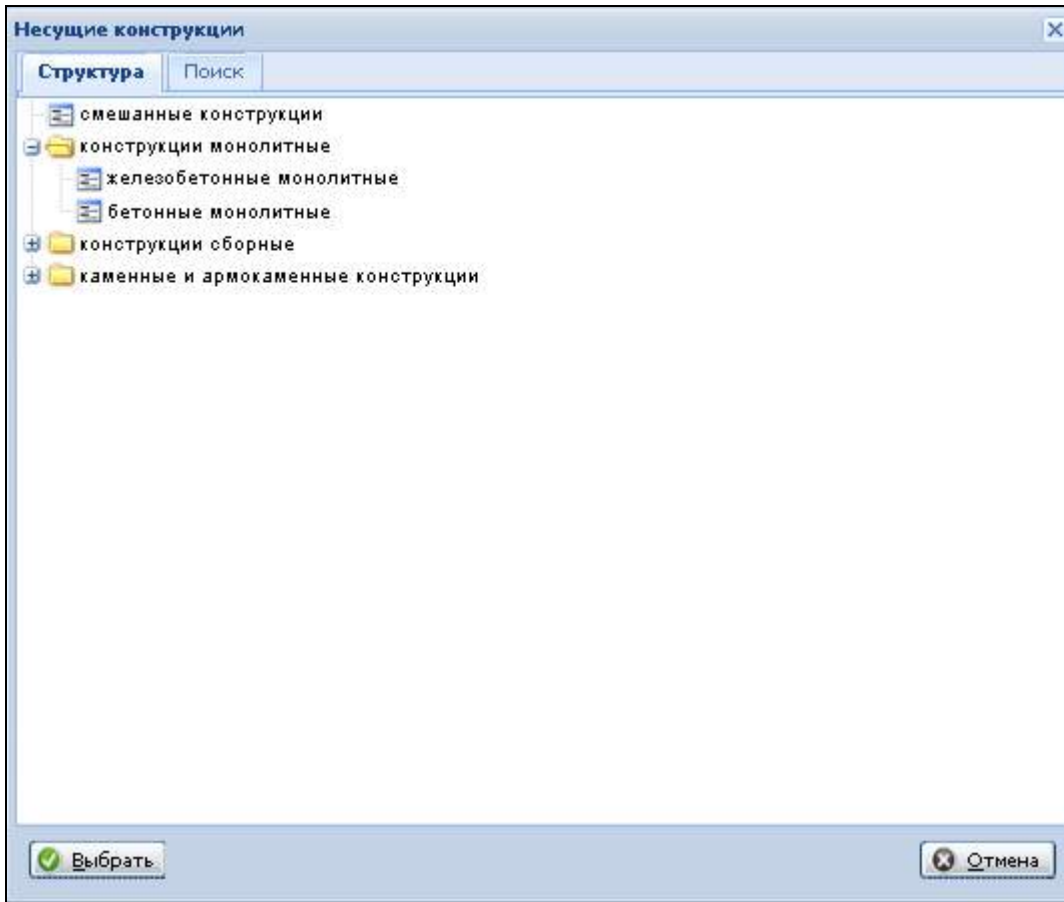 Несущие конструкции
Структура Поиск
смешанные конструкции
конструкции монолитные
железобетонные монолитные
бетонные монолитные
конструкции сборные
каменные и армокаменные конструкции
Выбрать Отмена